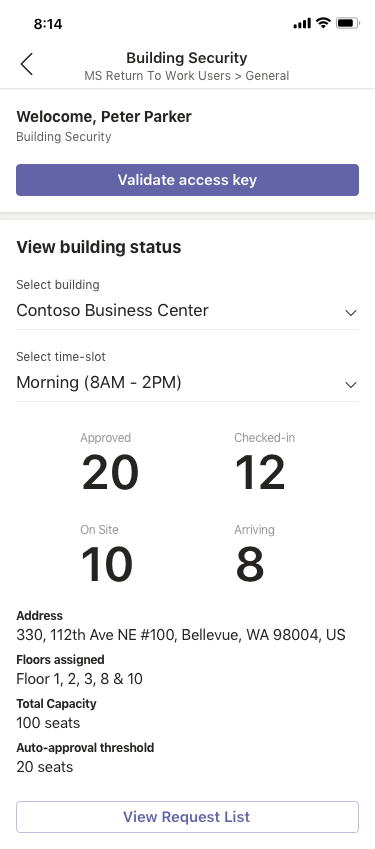 8:14
Building Security
MS Return To Work Users > General
Welocome, Peter Parker
Building Security
Validate access key
View building status
Select building
Contoso Business Center
Select time-slot
Morning (8AM - 2PM)
Approved
Checked-in
20
12
On Site
Arriving
10
8
Address
330, 112th Ave NE #100, Bellevue, WA 98004, US
Floors assigned
Floor 1, 2, 3, 8 & 10
Total Capacity
100 seats
Auto-approval threshold
20 seats
View Request List